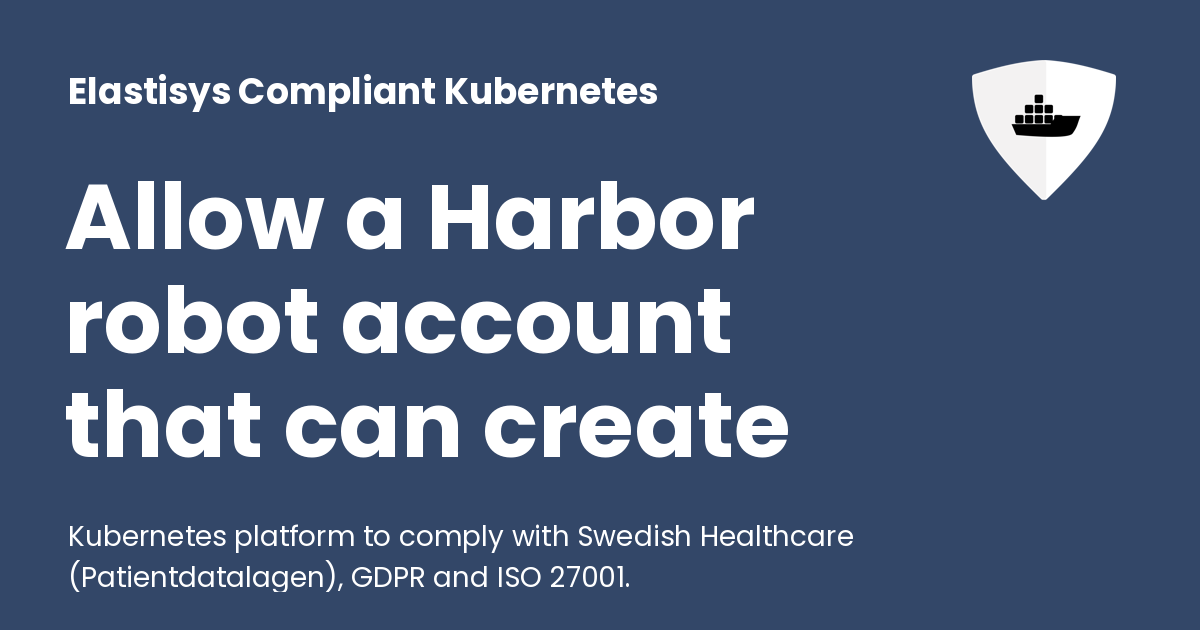 Elastisys Compliant Kubernetes
Allow a Harbor
robot account
that can create
Kubernetes platform to comply with Swedish Healthcare
(Patientdatalagen), GDPR and ISO 27001.